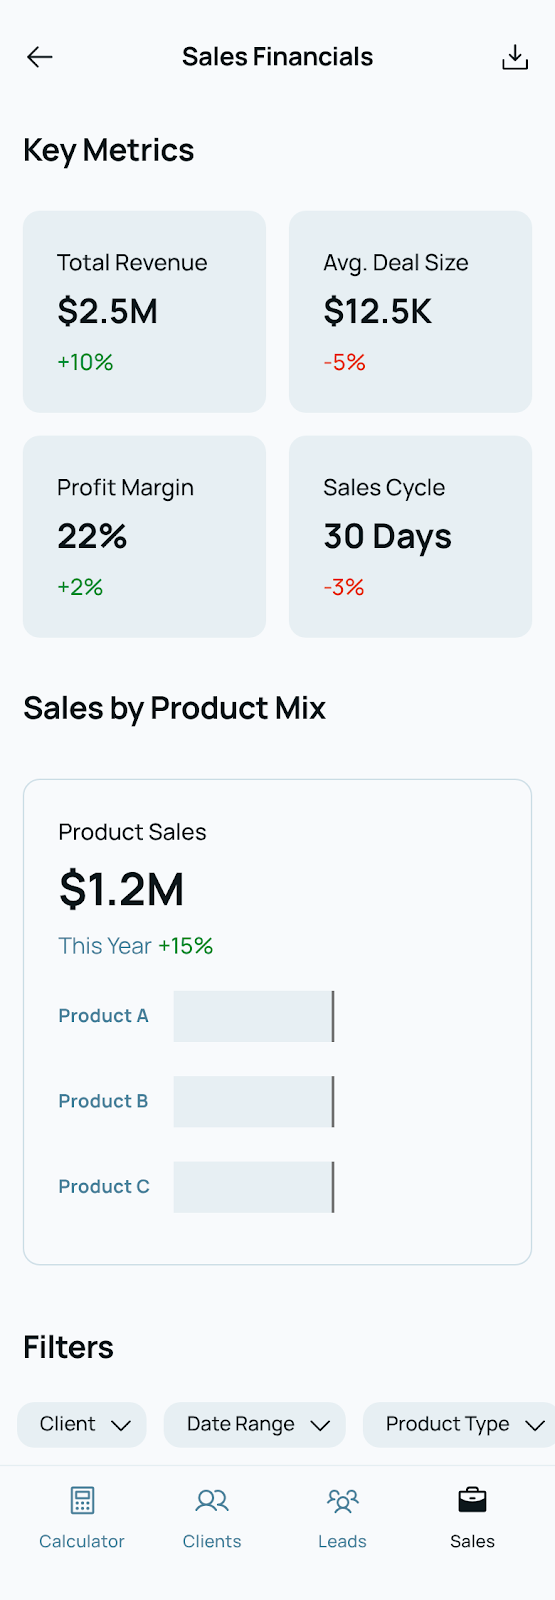 Sales Financials
Key Metrics
Total Revenue
$2.5M
+10%
Avg. Deal Size
$12.5K
-5%
Profit Margin
22%
+2%
Sales Cycle
30 Days
-3%
Sales by Product Mix
Product Sales
$1.2M
This Year +15%
Product A
Product B
Product C
Filters
Client
Date Range
Product Type
Calculator
Clients
Leads
Sales